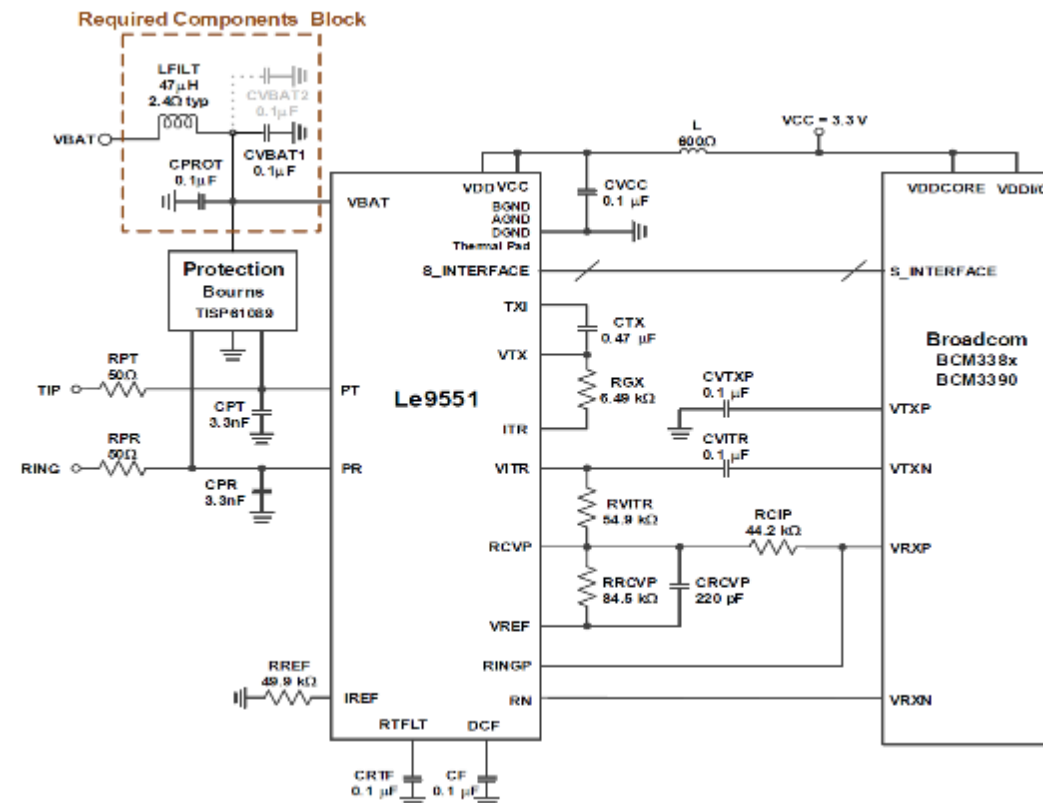 Required Components Block
LFILT
47µH
2.4Ω typ
CVBAT2
0.1µF
VBAT
CVBAT1
0.1µF
CPROT
0.1µF
VBAT
Protection
Bourns
TISP61089
TIP
RPT
50Ω
PT
CPT
3.3nF
RING
RPR
50Ω
PR
CPR
3.3nF
RREF
49.9 kΩ
IREF
RTFLT
DCF
CRTF
0.1 µF
CF
0.1 µF
Le9551
VDD VCC
BGND
AGND
DGND
Thermal Pad
S_INTERFACE
TXI
VTX
ITR
VITR
RCVP
VREF
RINGP
RN
L
600Ω
VCC = 3.3 V
CVCC
0.1 µF
CTX
0.47 µF
RGX
6.49 kΩ
CVTXP
0.1 µF
CVITR
0.1 µF
RVITR
54.9 kΩ
RCIP
44.2 kΩ
RRCVP
84.5 kΩ
CRCVP
220 pF
VDDCORE
VDDI/O
S_INTERFACE
Broadcom
BCM338x
BCM3390
VTXP
VTXN
VRXP
VRXN